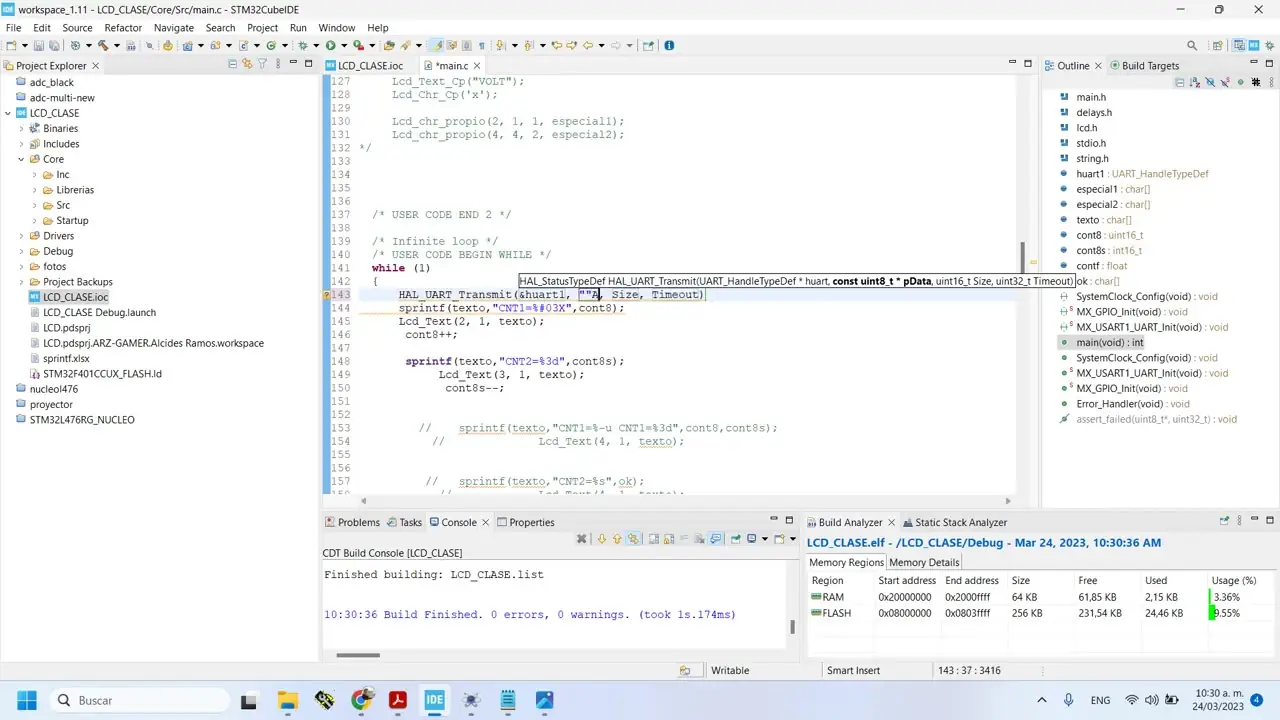 workspace_1.11 - LCD_CLASE/Core/Src/main.c - STM32CubeIDE
File Edit Source Refactor Navigate Search Project Run Window Help
Project Explorer
adc_black
adc-multi-new
LCD_CLASE
Binaries
Includes
Core
Inc
Librerias
Src
Startup
Drivers
Debug
fotos
Project Backups
LCD_CLASE.ioc
LCD_CLASE Debug.launch
LCD.pdsprj
LCD.pdsprj.ARZ-GAMER.Alcides Ramos.workspace
sprintf.xlsx
STM32F401CCUX_FLASH.ld
nucleol476
proyector
STM32L476RG_NUCLEO
LCD_CLASE.ioc *main.c
127 Lcd_Text_Cp("VOLT");
128 Lcd_Chr_Cp('x');
129
130 Lcd_chr_propio(2, 1, 1, especial1);
131 Lcd_chr_propio(4, 4, 2, especial2);
132 */
133
134
135
136
137 /* USER CODE END 2 */
138
139 /* Infinite loop */
140 /* USER CODE BEGIN WHILE */
141 while (1)
HAL_StatusTypeDef HAL_UART_Transmit(UART_HandleTypeDef * huart, const uint8_t * pData, uint16_t Size, uint32_t Timeout)
142 {
143 HAL_UART_Transmit(&huart1, ""A, Size, Timeout)
144 sprintf(texto,"CNT1=%#03X",cont8);
145 Lcd_Text(2, 1, texto);
146 cont8++;
147
148 sprintf(texto,"CNT2=%3d",cont8s);
149 Lcd_Text(3, 1, texto);
150 cont8s--;
151
152
153 // sprintf(texto,"CNT1=%-u CNT1=%3d",cont8,cont8s);
154 // Lcd_Text(4, 1, texto);
155
156
157 // sprintf(texto,"CNT2=%s",ok);
Outline Build Targets
main.h
delays.h
lcd.h
stdio.h
string.h
huart1 : UART_HandleTypeDef
especial1 : char[]
especial2 : char[]
texto : char[]
cont8 : uint16_t
cont8s : int16_t
contf : float
ok : char[]
SystemClock_Config(void) : void
MX_GPIO_Init(void) : void
MX_USART1_UART_Init(void) : void
main(void) : int
SystemClock_Config(void) : void
MX_USART1_UART_Init(void) : void
MX_GPIO_Init(void) : void
Error_Handler(void) : void
assert_failed(uint8_t*, uint32_t) : void
Problems Tasks Console Properties
CDT Build Console [LCD_CLASE]
Finished building: LCD_CLASE.list
10:30:36 Build Finished. 0 errors, 0 warnings. (took 1s.174ms)
Build Analyzer Static Stack Analyzer
LCD_CLASE.elf - /LCD_CLASE/Debug - Mar 24, 2023, 10:30:36 AM
Memory Regions Memory Details
Region Start address End address Size Free Used Usage (%)
RAM 0x20000000 0x2000ffff 64 KB 61,85 KB 2,15 KB 3.36%
FLASH 0x08000000 0x0803ffff 256 KB 231,54 KB 24,46 KB 9.55%
Writable Smart Insert 143 : 37 : 3416
Buscar
IDE
ENG
10:30 a. m.
24/03/2023
4